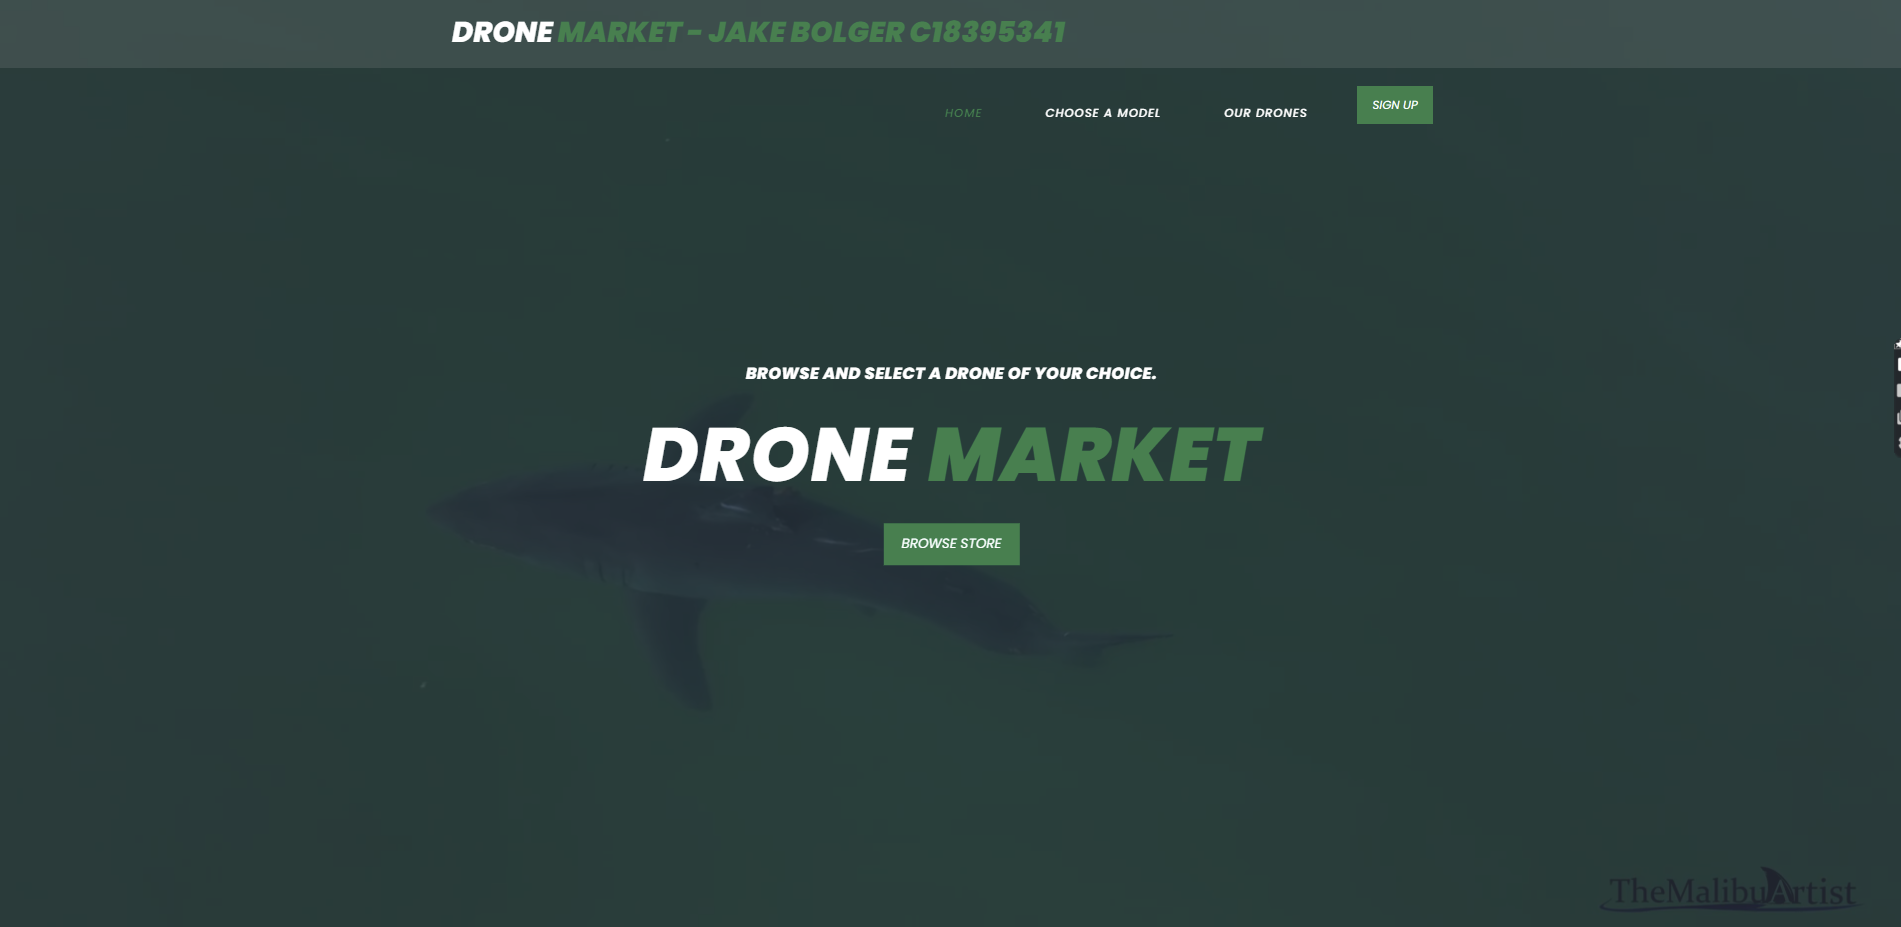 DRONE MARKET - JAKE BOLGER C18395341
HOME CHOOSE A MODEL OUR DRONES SIGN UP
BROWSE AND SELECT A DRONE OF YOUR CHOICE.
DRONE MARKET
BROWSE STORE
TheMalibuArtist